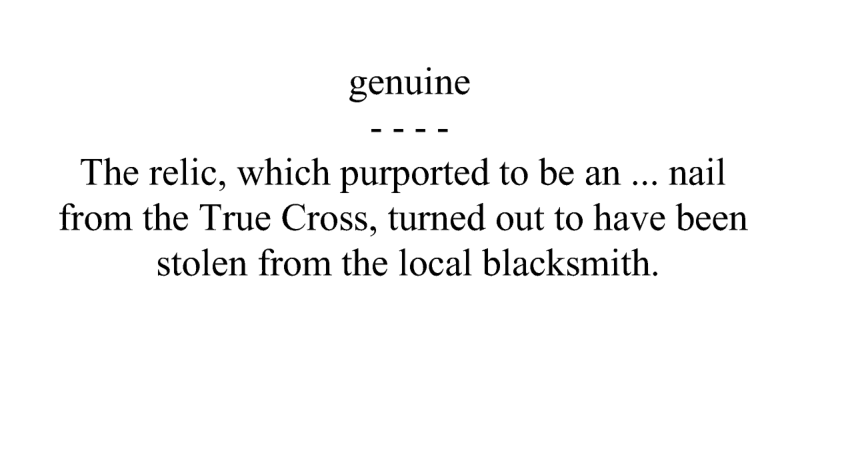 genuine
- - - -
The relic, which purported to be an ... nail
from the True Cross, turned out to have been
stolen from the local blacksmith.